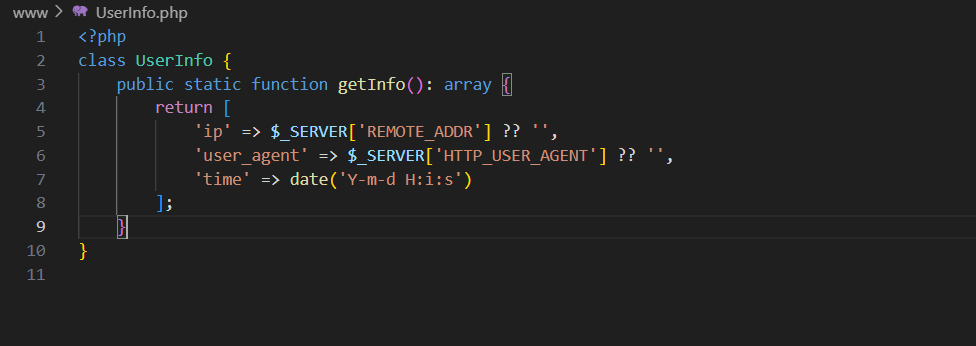 www > UserInfo.php
1 <?php
2 class UserInfo {
3     public static function getInfo(): array {
4         return [
5             'ip' => $_SERVER['REMOTE_ADDR'] ?? '',
6             'user_agent' => $_SERVER['HTTP_USER_AGENT'] ?? '',
7             'time' => date('Y-m-d H:i:s')
8         ];
9     }
10 }
11